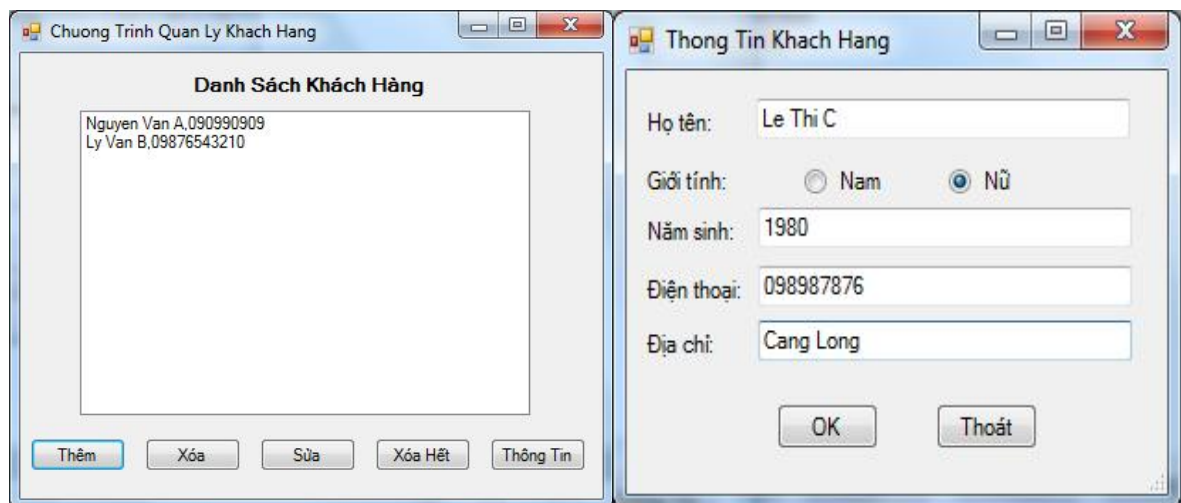 Chuong Trinh Quan Ly Khach Hang
Danh Sách Khách Hàng
Nguyen Van A,090990909
Ly Van B,09876543210
Thêm Xóa Sửa Xóa Hết Thông Tin
Thong Tin Khach Hang
Họ tên: Le Thi C
Giới tính: Nam Nữ
Năm sinh: 1980
Điện thoại: 098987876
Địa chỉ: Cang Long
OK Thoát